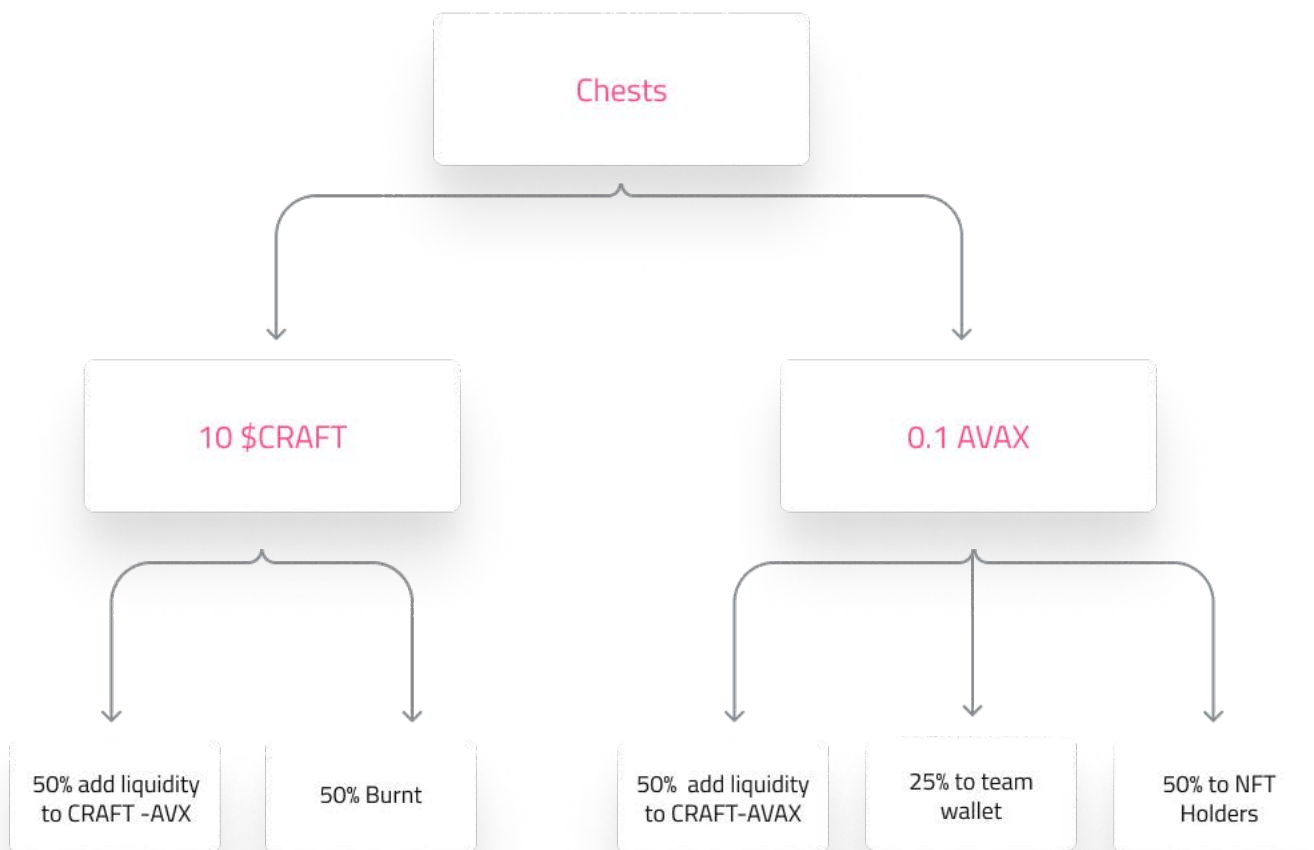 Chests
10 $CRAFT
0.1 AVAX
50% add liquidity
to CRAFT -AVX
50% Burnt
50% add liquidity
to CRAFT-AVAX
25% to team
wallet
50% to NFT
Holders